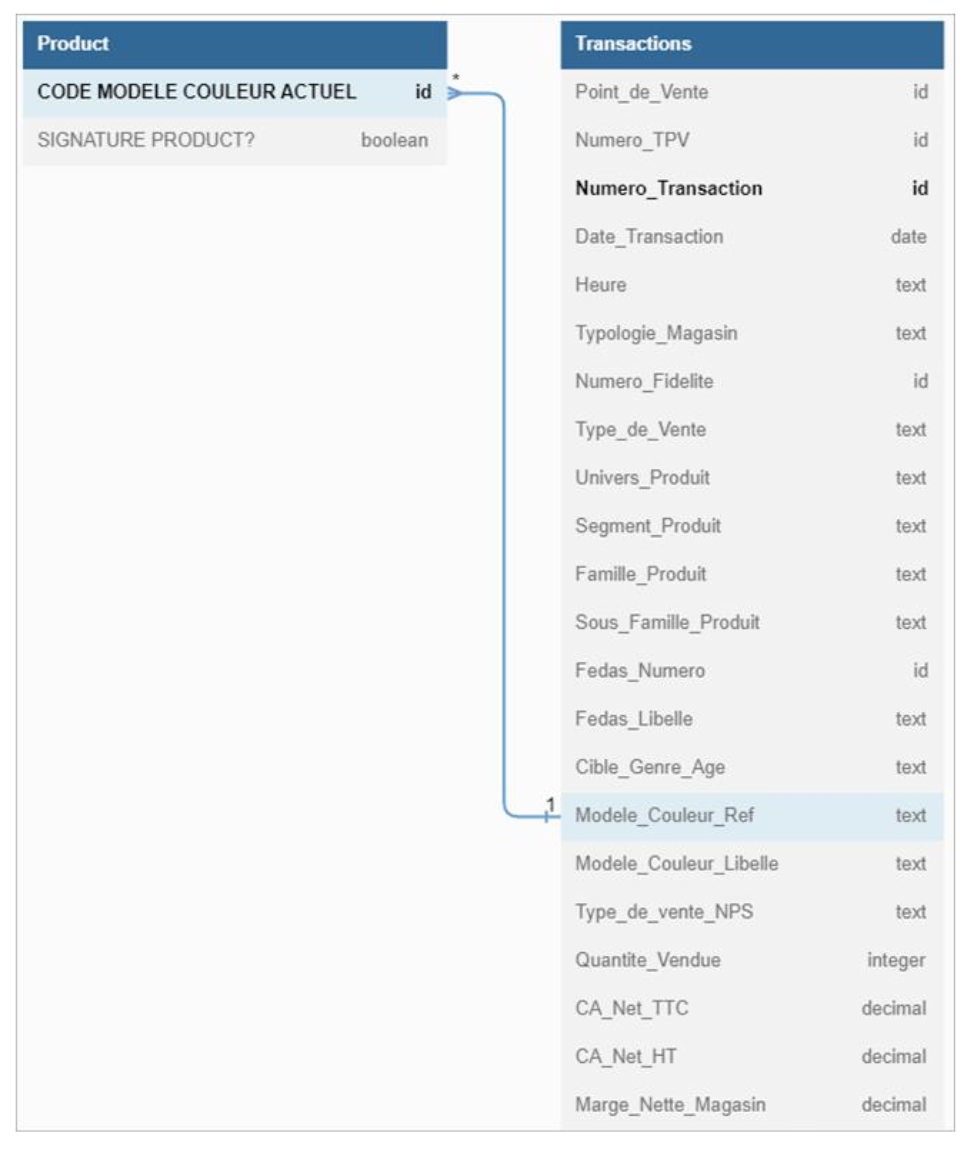 Product
CODE MODELE COULEUR ACTUEL id
SIGNATURE PRODUCT? boolean
*
1
Transactions
Point_de_Vente id
Numero_TPV id
Numero_Transaction id
Date_Transaction date
Heure text
Typologie_Magasin text
Numero_Fidelite id
Type_de_Vente text
Univers_Produit text
Segment_Produit text
Famille_Produit text
Sous_Famille_Produit text
Fedas_Numero id
Fedas_Libelle text
Cible_Genre_Age text
Modele_Couleur_Ref text
Modele_Couleur_Libelle text
Type_de_vente_NPS text
Quantite_Vendue integer
CA_Net_TTC decimal
CA_Net_HT decimal
Marge_Nette_Magasin decimal